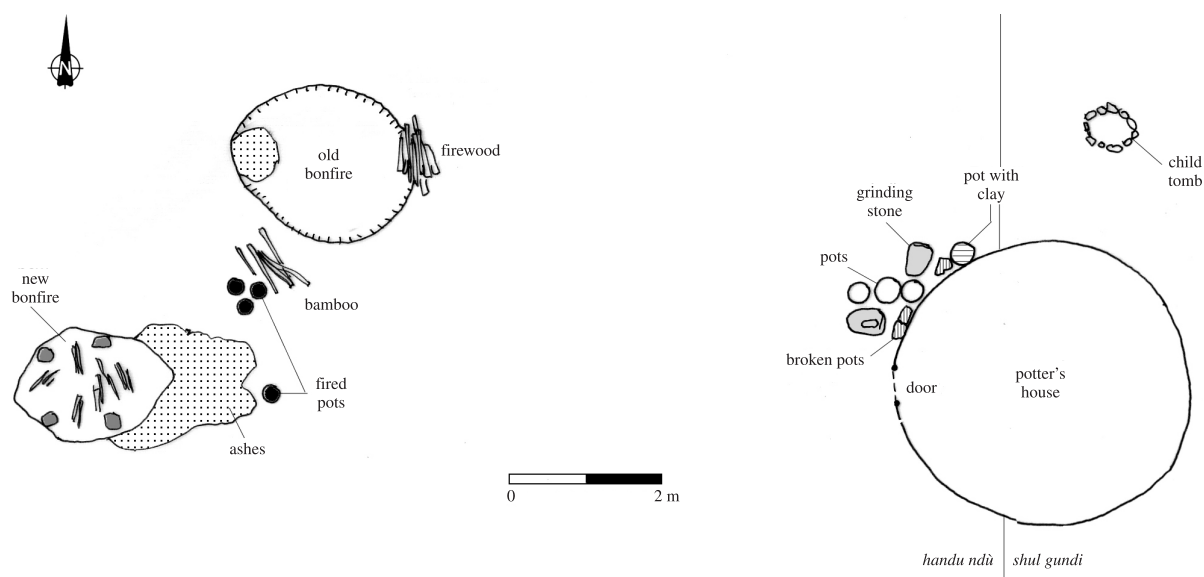 N
old
bonfire
firewood
new
bonfire
bamboo
fired
pots
ashes
0
2 m
grinding
stone
pot with
clay
child
tomb
pots
broken pots
door
potter's
house
handu ndù
shul gundi